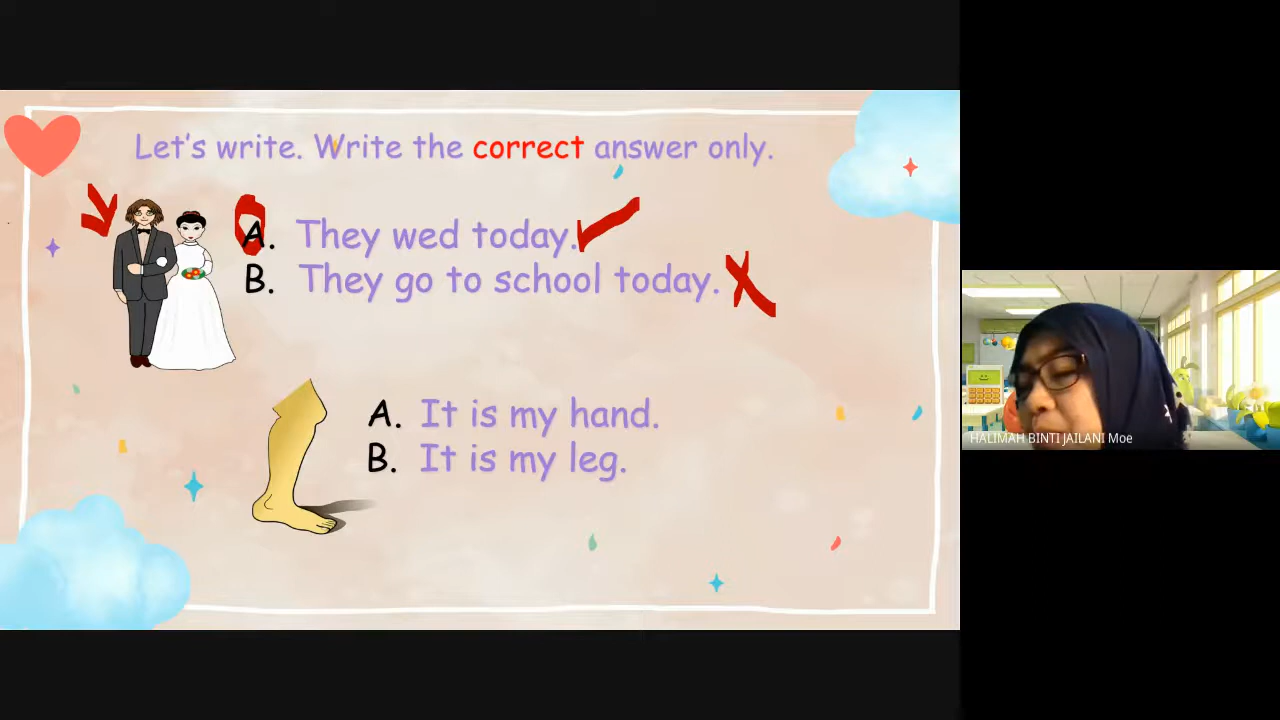 Let's write. Write the correct answer only.
A. They wed today.
B. They go to school today.
A. It is my hand.
B. It is my leg.
HALIMAH BINTI JAILANI Moe